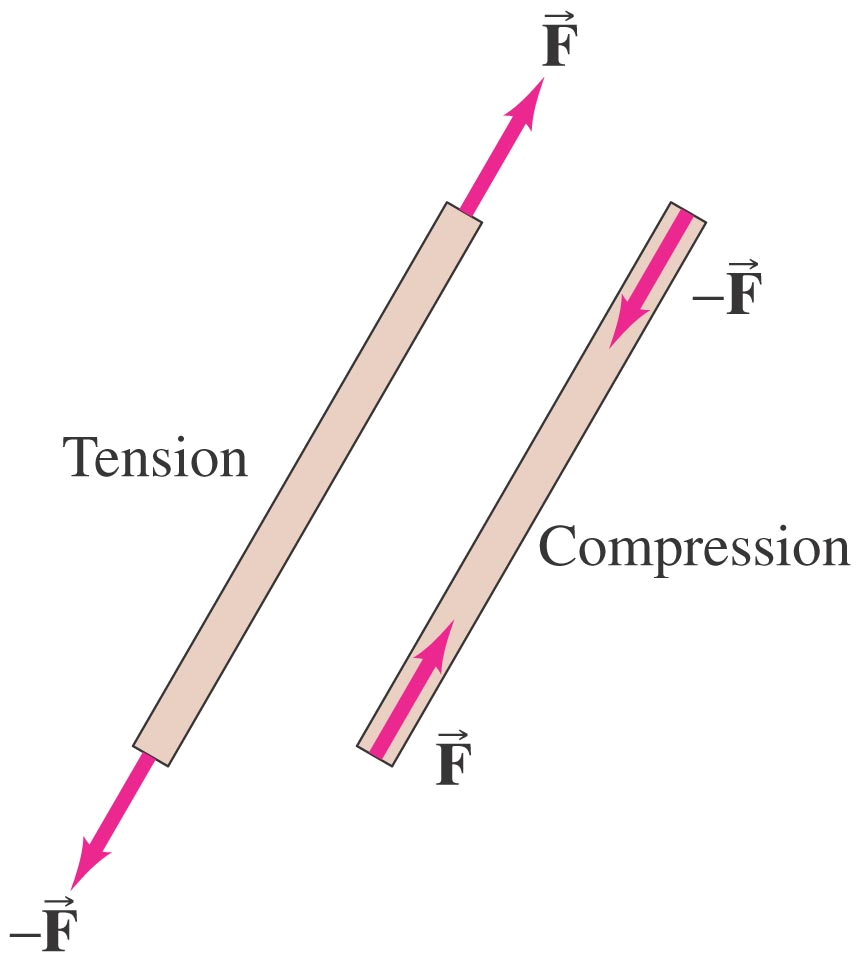 F⃗
–F⃗
Tension
Compression
F⃗
–F⃗